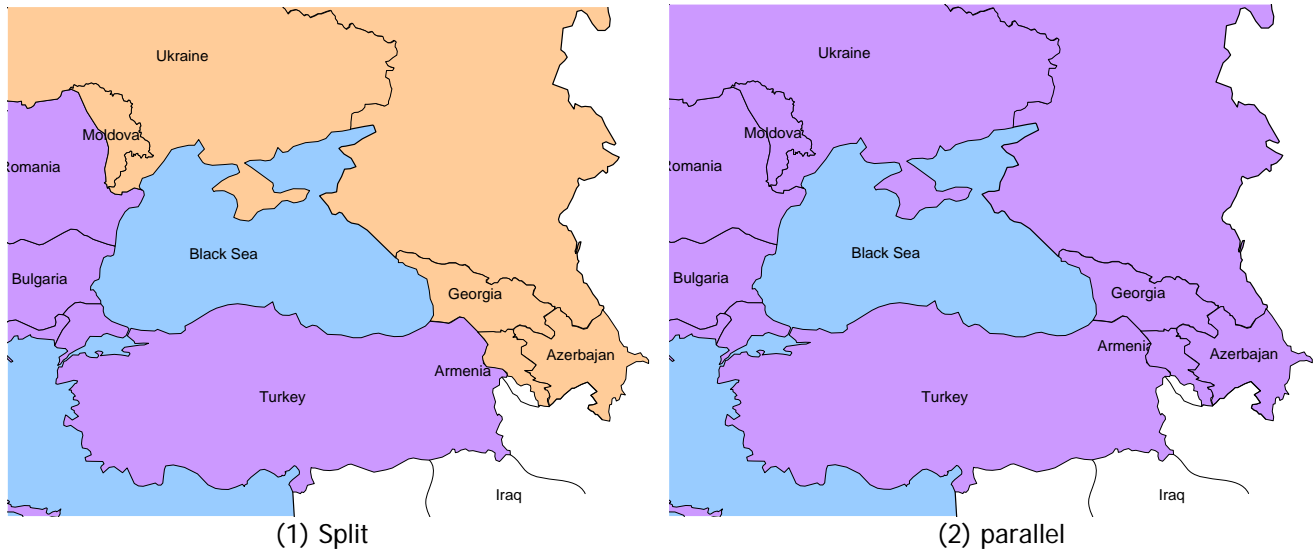 Ukraine
Moldova
Romania
Black Sea
Bulgaria
Georgia
Azerbajan
Armenia
Turkey
Iraq
(1) Split
Ukraine
Moldova
Romania
Black Sea
Bulgaria
Georgia
Armenia
Azerbajan
Turkey
Iraq
(2) parallel